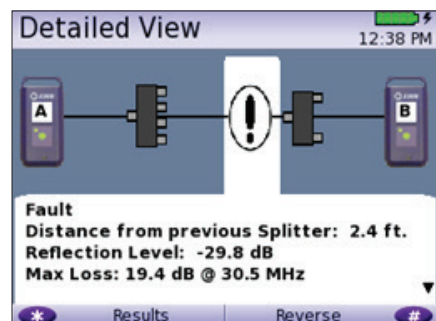 Detailed View
12:38 PM
A
B
Fault
Distance from previous Splitter: 2.4 ft.
Reflection Level: -29.8 dB
Max Loss: 19.4 dB @ 30.5 MHz
* Results Reverse #